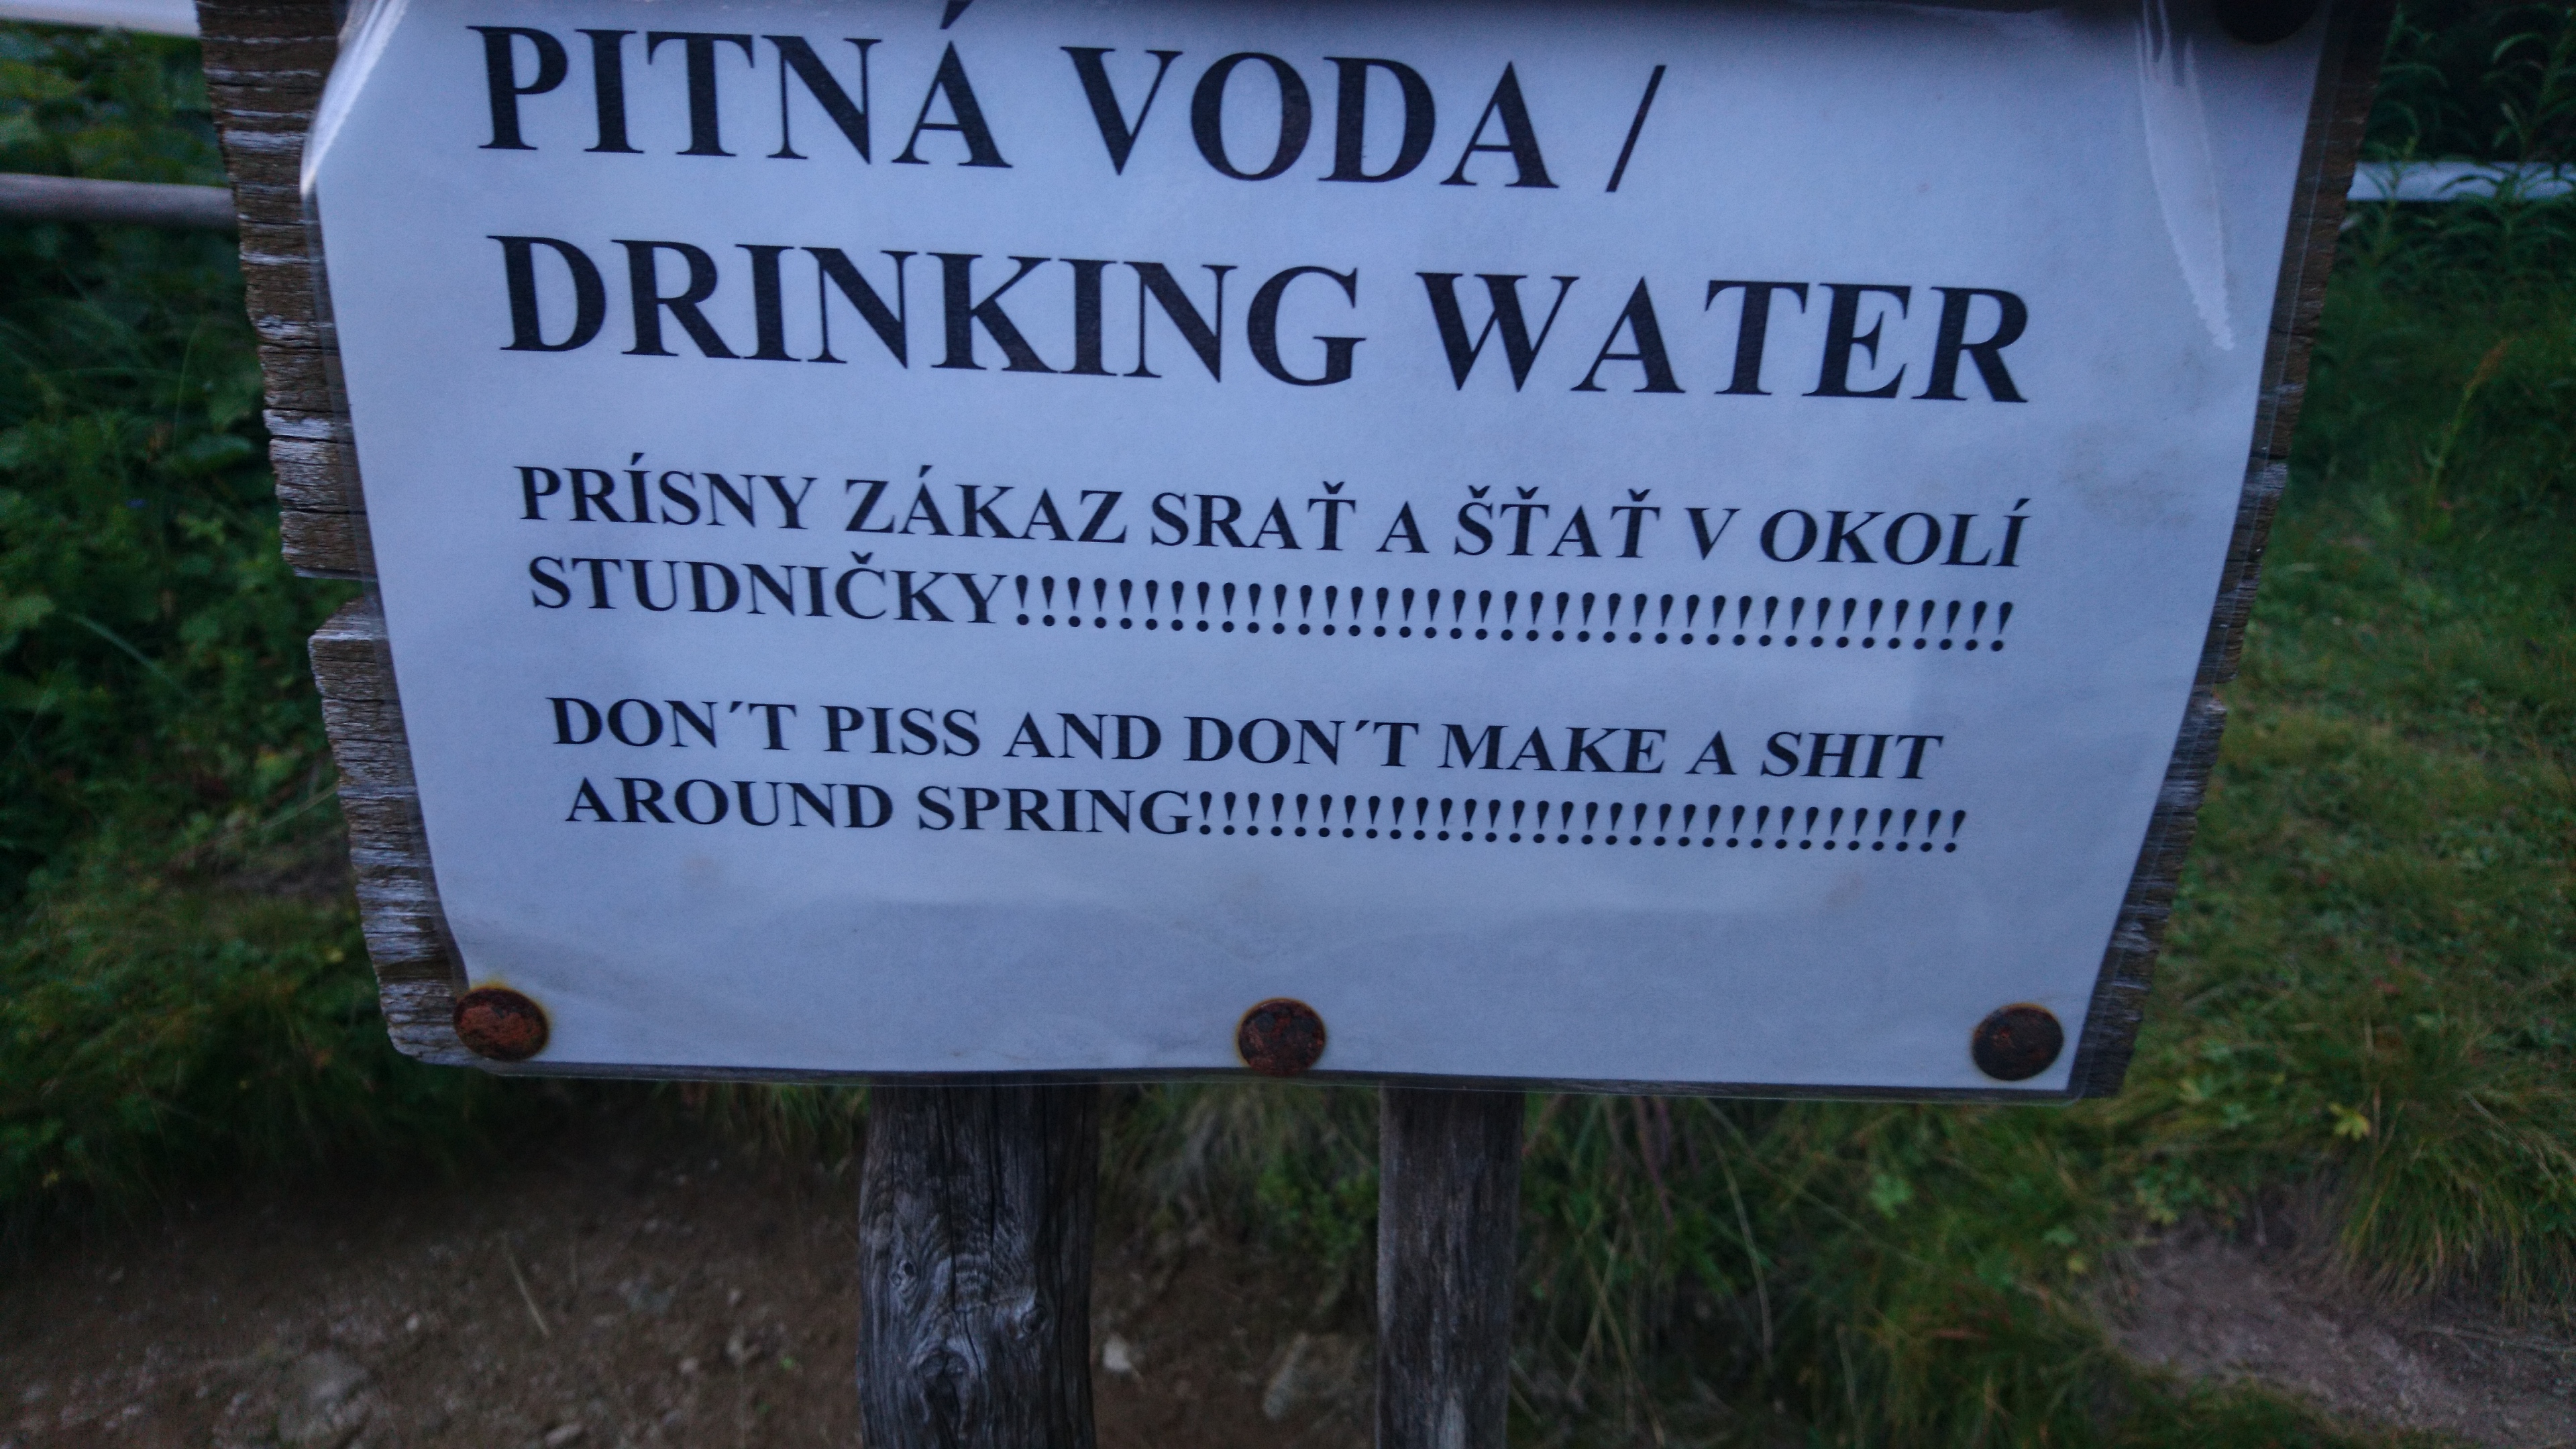 PITNÁ VODA /
DRINKING WATER
PRÍSNY ZÁKAZ SRAŤ A ŠŤAŤ V OKOLÍ
STUDNIČKY!!!!!!!!!!!!!!!!!!!!!!!!!!!!!!!!!!!!!!!
DON´T PISS AND DON´T MAKE A SHIT
AROUND SPRING!!!!!!!!!!!!!!!!!!!!!!!!!!!!!!!!